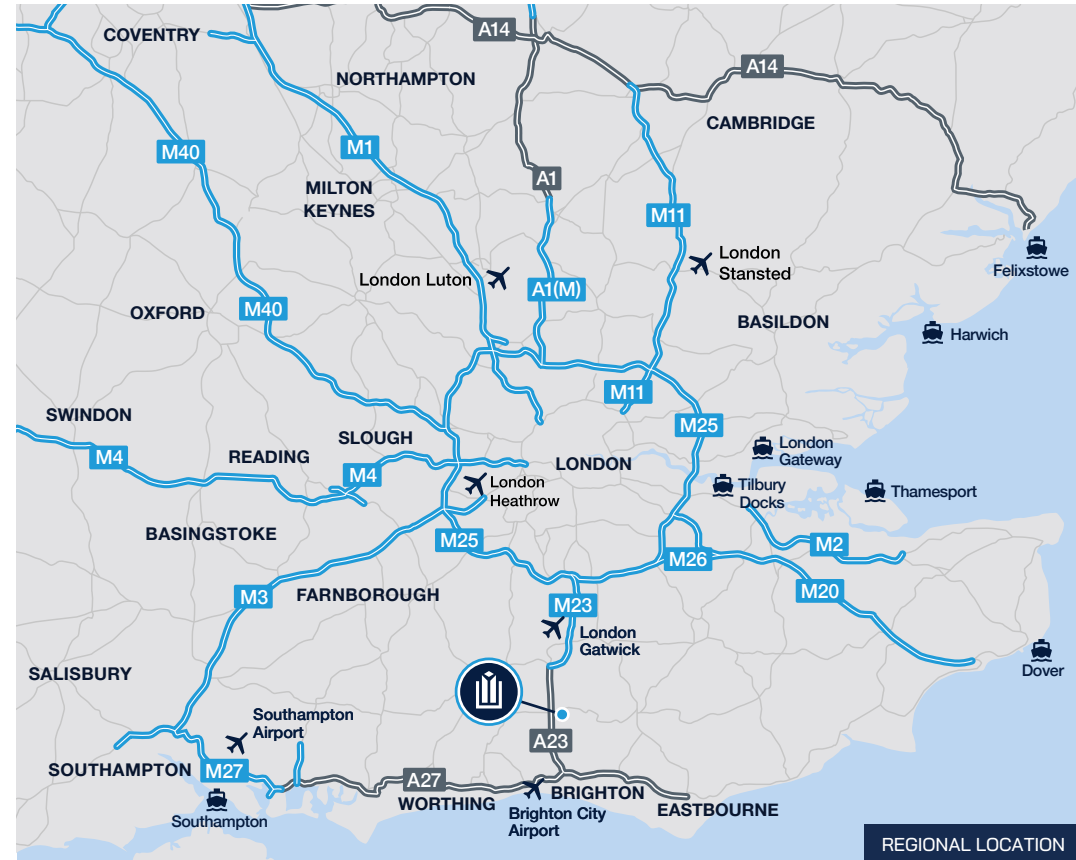 COVENTRY
A14
A14
NORTHAMPTON
CAMBRIDGE
M40
M1
A1
MILTON
KEYNES
M11
London
Stansted
Felixstowe
London Luton
A1(M)
OXFORD
M40
BASILDON
Harwich
M11
SWINDON
M25
SLOUGH
M4
READING
M4
LONDON
London
Gateway
London
Heathrow
Tilbury
Docks
Thamesport
BASINGSTOKE
M25
M2
M26
M3
FARNBOROUGH
M23
M20
London
Gatwick
SALISBURY
Dover
Southampton
Airport
A23
SOUTHAMPTON
M27
A27
WORTHING
BRIGHTON
EASTBOURNE
Southampton
Brighton City
Airport
REGIONAL LOCATION